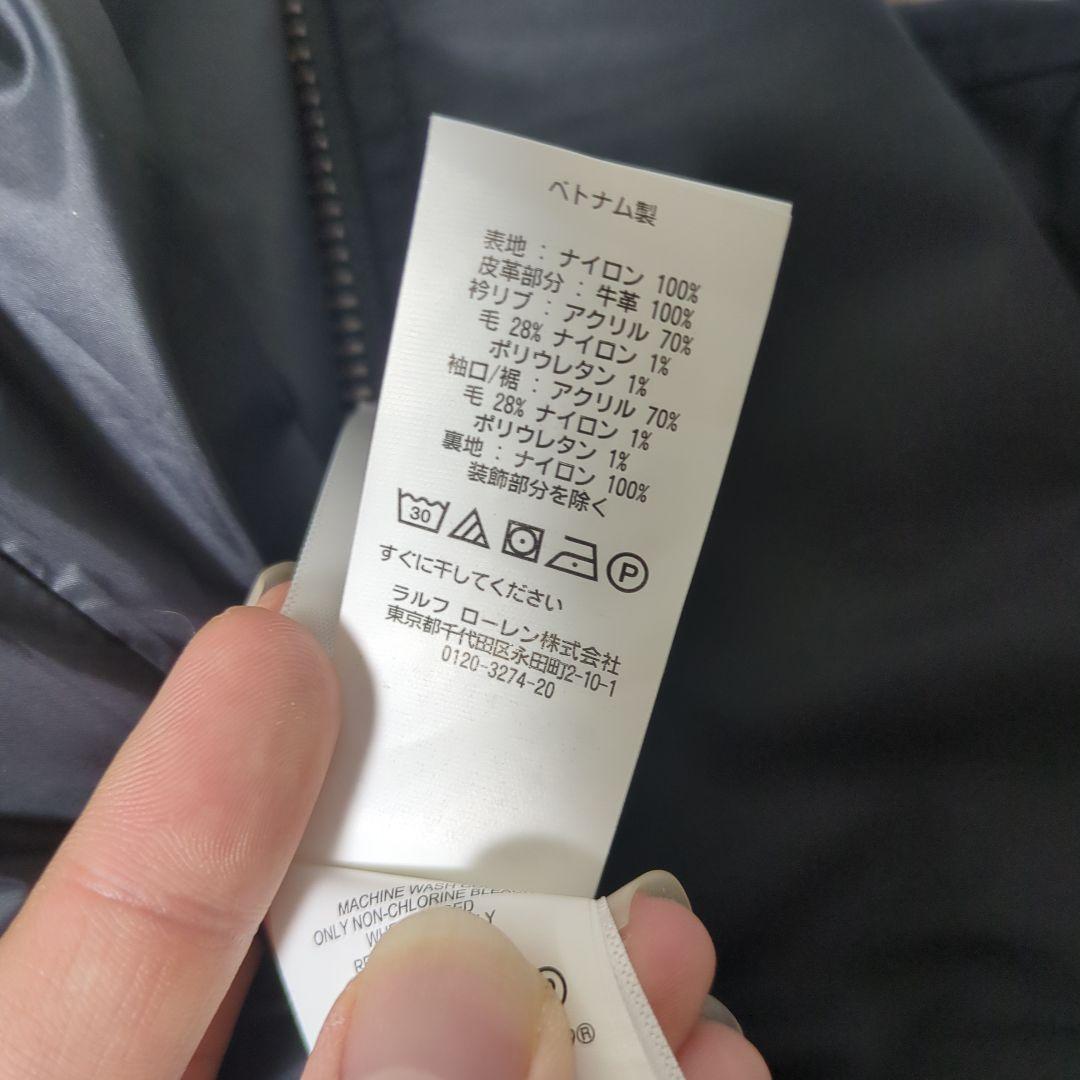 ベトナム製
表地 : ナイロン 100%
皮革部分 : 牛革 100%
衿リブ : アクリル 70%
毛 28% ナイロン 1%
ポリウレタン 1%
袖口/裾 : アクリル 70%
毛 28% ナイロン 1%
ポリウレタン 1%
裏地 : ナイロン 100%
装飾部分を除く
30
P
すぐに干してください
ラルフ ローレン株式会社
東京都千代田区永田町2-10-1
0120-3274-20
MACHINE WASH
ONLY NON-CHLORINE